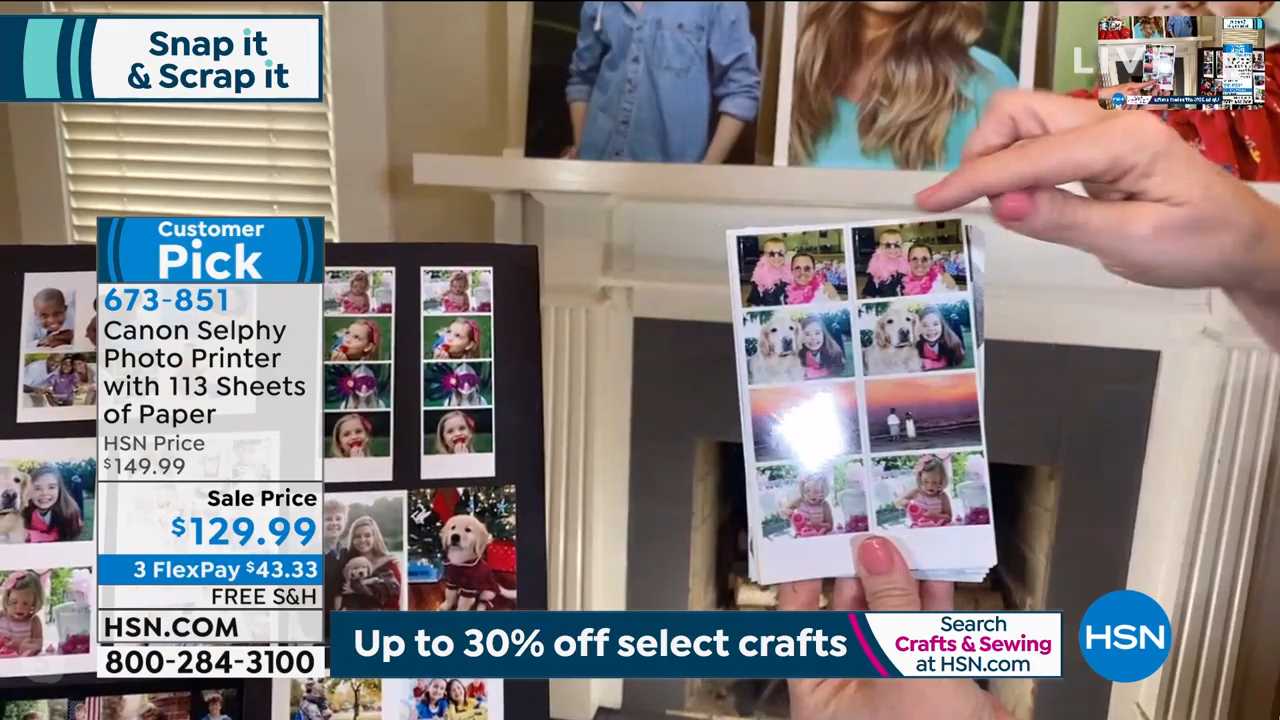 Snap it
& Scrap it
LIV
Customer
Pick
673-851
Canon Selphy
Photo Printer
with 113 Sheets
of Paper
HSN Price
$149.99
Sale Price
$129.99
3 FlexPay $43.33
FREE S&H
HSN.COM
800-284-3100
Up to 30% off select crafts
Search
Crafts & Sewing
at HSN.com
HSN